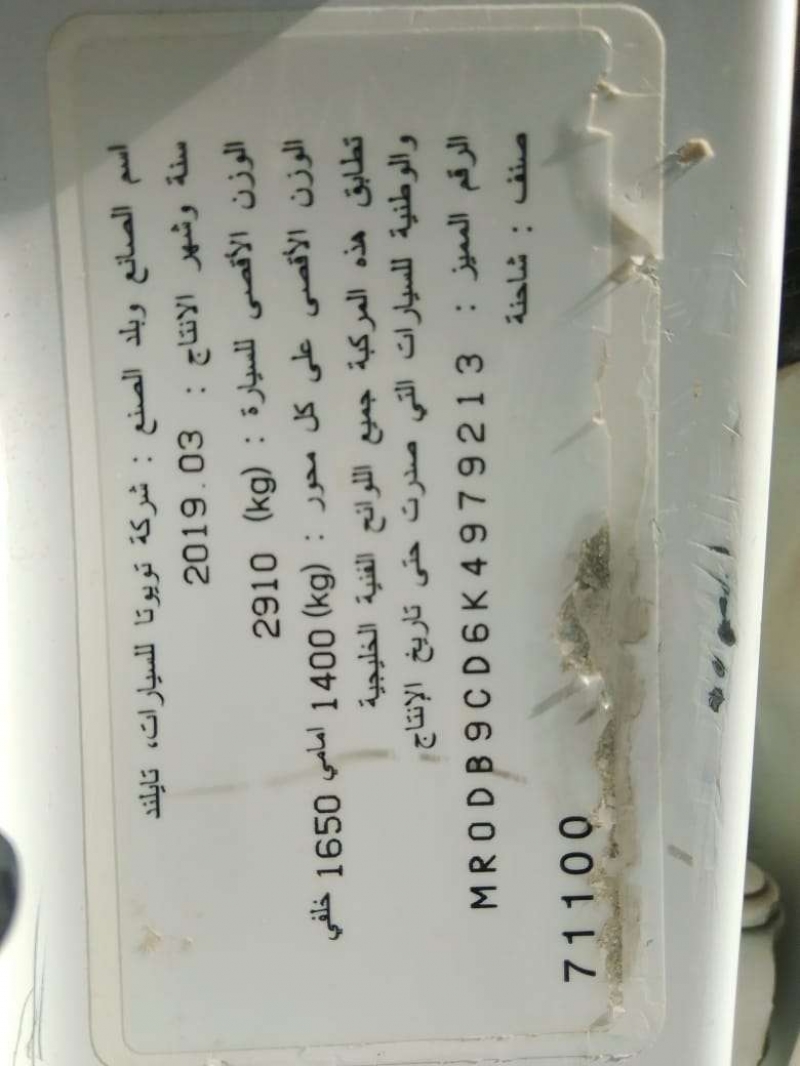 اسم الصانع وبلد الصنع : شركة تويوتا للسيارات، تايلند
سنة وشهر الانتاج : 2019.03
الوزن الأقصى للسيارة : (kg) 2910
الوزن الأقصى على كل محور : (kg) 1400 امامي 1650 خلفي
تطابق هذه المركبة جميع اللوائح الفنية الخليجية
والوطنية للسيارات التي صدرت حتى تاريخ الإنتاج
الرقم المميز : MR0DB9CD6K4979213
صنف : شاحنة
71100